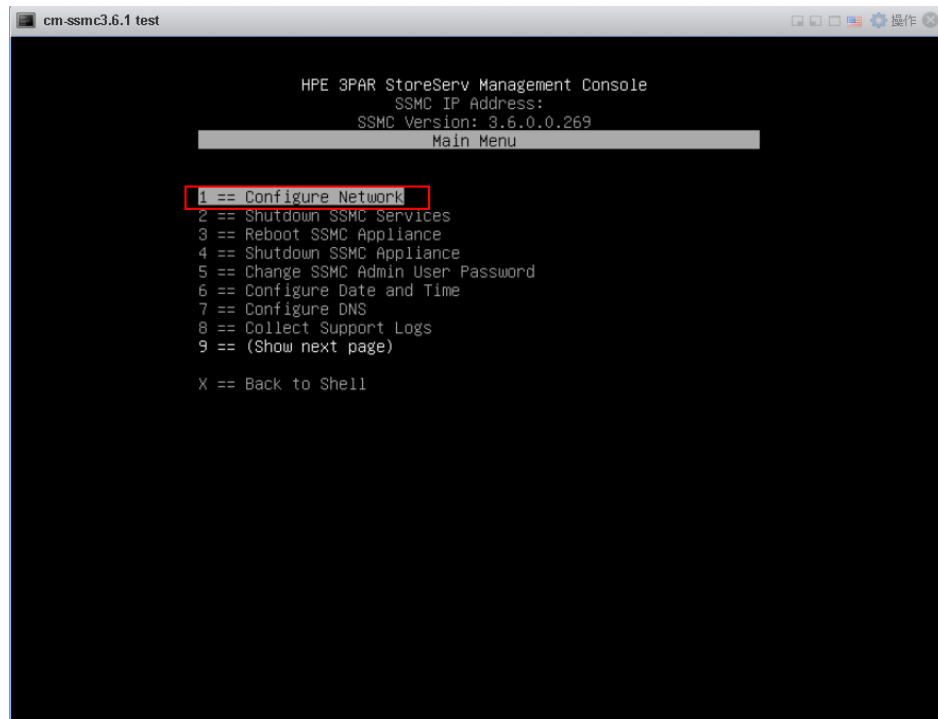 cm-ssmc3.6.1 test
操作
HPE 3PAR StoreServ Management Console
SSMC IP Address:
SSMC Version: 3.6.0.0.269
Main Menu
1 == Configure Network
2 == Shutdown SSMC Services
3 == Reboot SSMC Appliance
4 == Shutdown SSMC Appliance
5 == Change SSMC Admin User Password
6 == Configure Date and Time
7 == Configure DNS
8 == Collect Support Logs
9 == (Show next page)
X == Back to Shell